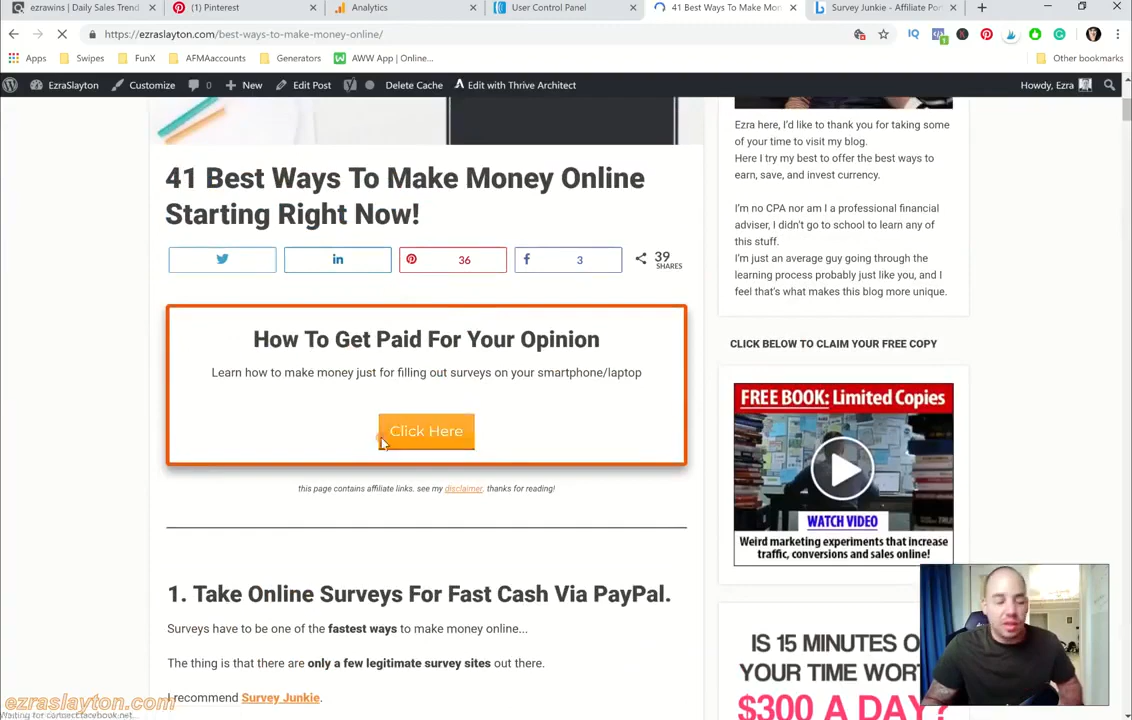 ezrawins | Daily Sales Trend
(1) Pinterest
Analytics
User Control Panel
41 Best Ways To Make Mon
Survey Junkie - Affiliate Por
https://ezraslayton.com/best-ways-to-make-money-online/
Apps
Swipes
FunX
AFMAaccounts
Generators
AWW App | Online...
Other bookmarks
EzraSlayton
Customize
0
New
Edit Post
Delete Cache
Edit with Thrive Architect
Howdy, Ezra
41 Best Ways To Make Money Online
Starting Right Now!
36
3
39
SHARES
How To Get Paid For Your Opinion
Learn how to make money just for filling out surveys on your smartphone/laptop
Click Here
this page contains affiliate links. see my disclaimer. thanks for reading!
1. Take Online Surveys For Fast Cash Via PayPal.
Surveys have to be one of the fastest ways to make money online...
The thing is that there are only a few legitimate survey sites out there.
I recommend Survey Junkie.
Ezra here, I'd like to thank you for taking some
of your time to visit my blog.
Here I try my best to offer the best ways to
earn, save, and invest currency.
I'm no CPA nor am I a professional financial
adviser, I didn't go to school to learn any of
this stuff.
I'm just an average guy going through the
learning process probably just like you, and I
feel that's what makes this blog more unique.
CLICK BELOW TO CLAIM YOUR FREE COPY
FREE BOOK: Limited Copies
WATCH VIDEO
Weird marketing experiments that increase
traffic, conversions and sales online!
IS 15 MINUTES O
YOUR TIME WORT
$300 A DAY?
ezraslayton.com
Waiting for connect.facebook.net...